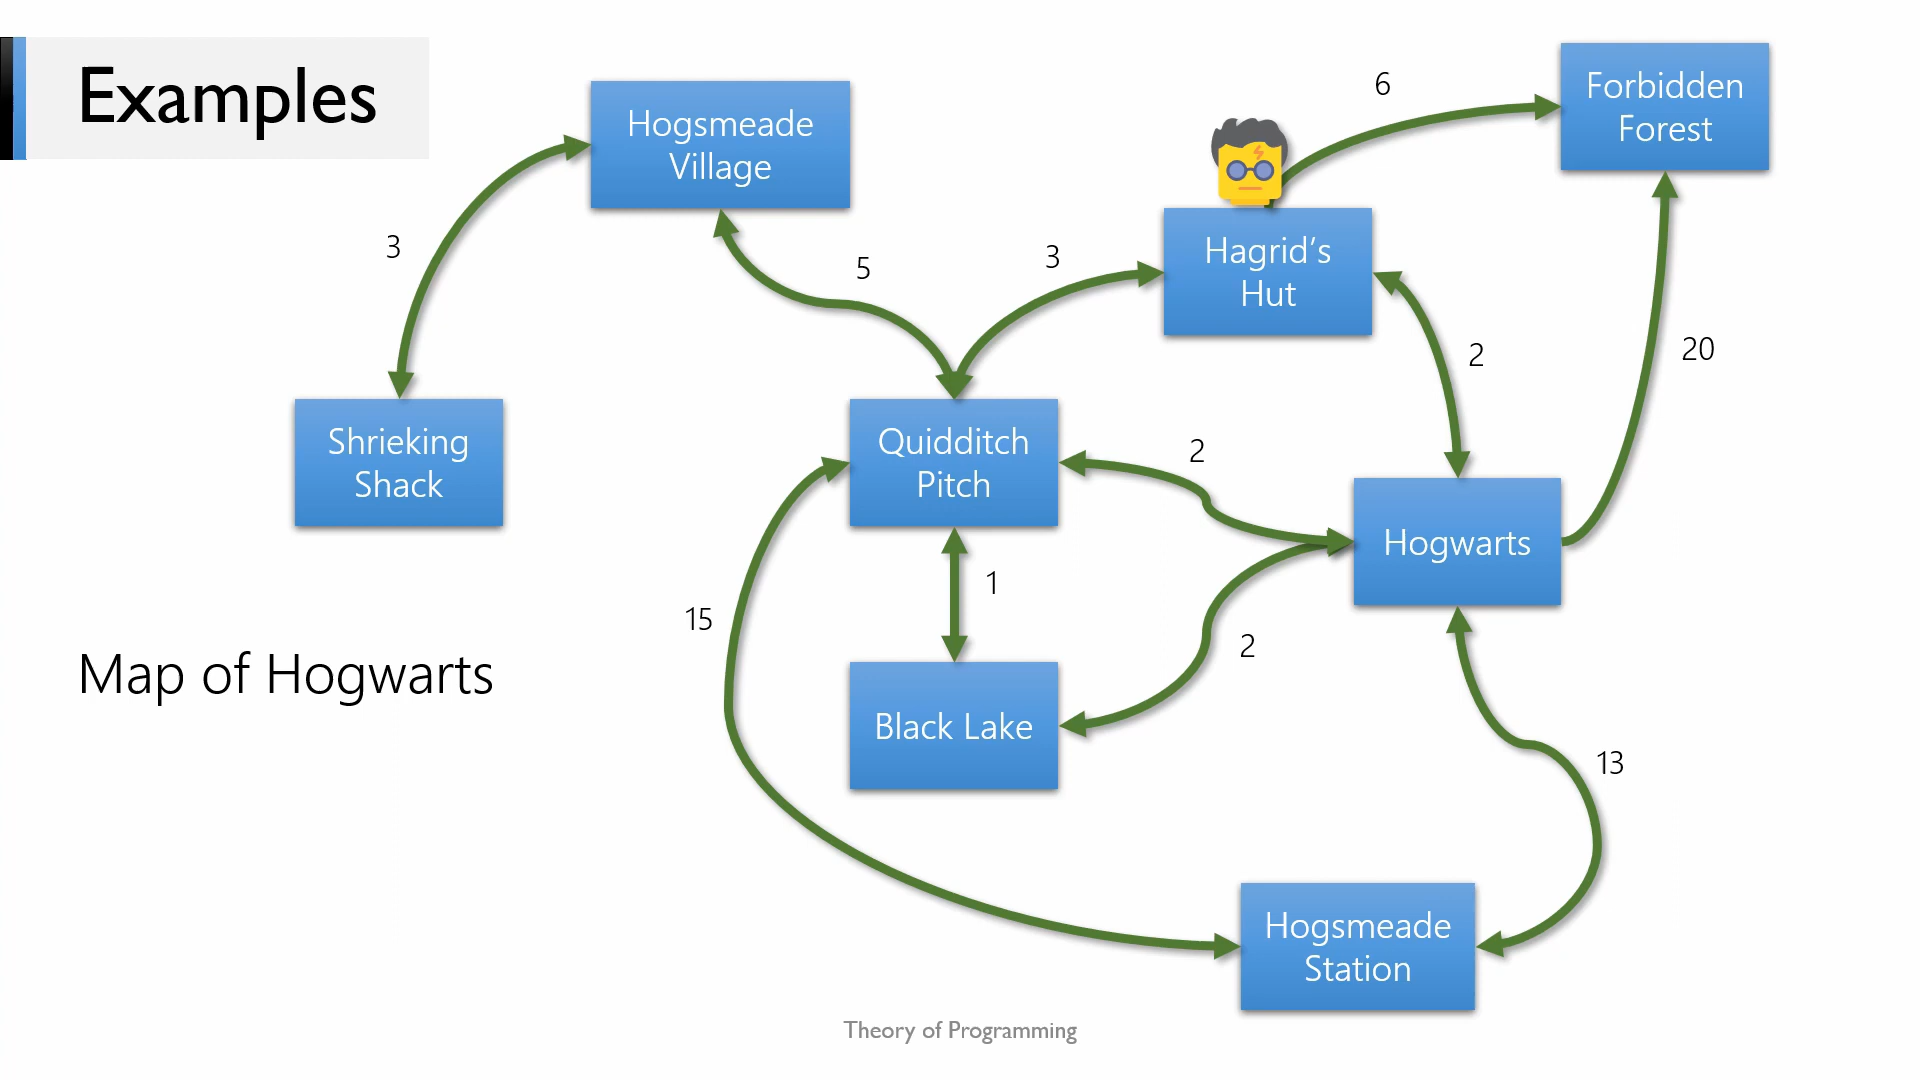 Examples
Hogsmeade
Village
6
Forbidden
Forest
3
5
3
Hagrid’s
Hut
2
20
Shrieking
Shack
Quidditch
Pitch
2
Hogwarts
15
1
2
Map of Hogwarts
Black Lake
13
Hogsmeade
Station
Theory of Programming